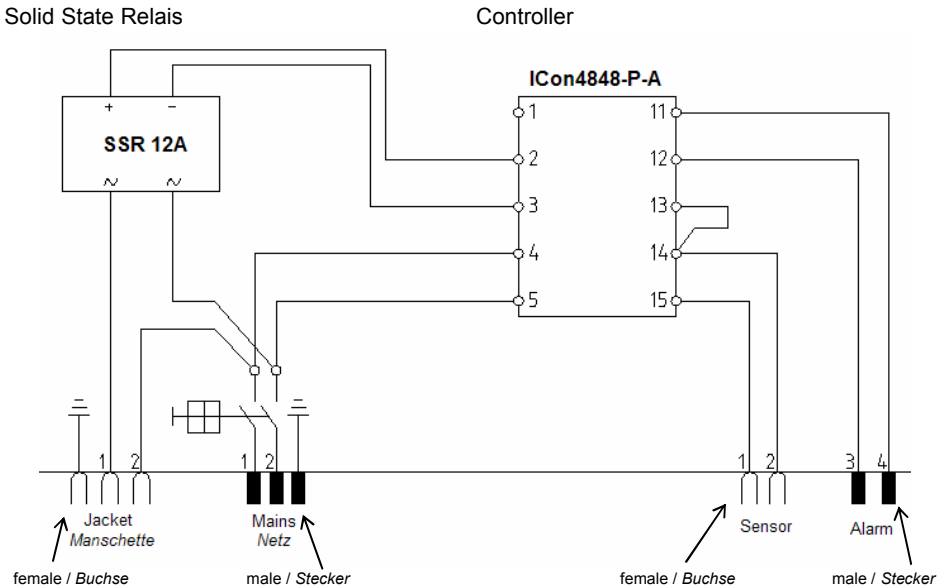 Solid State Relais
Controller
ICon4848-P-A
+ −
SSR 12A
~ ~
1 11
2 12
3 13
4 14
5 15
1 2
1 2
1 2
3 4
Jacket
Manschette
Mains
Netz
Sensor
Alarm
female / Buchse
male / Stecker
female / Buchse
male / Stecker